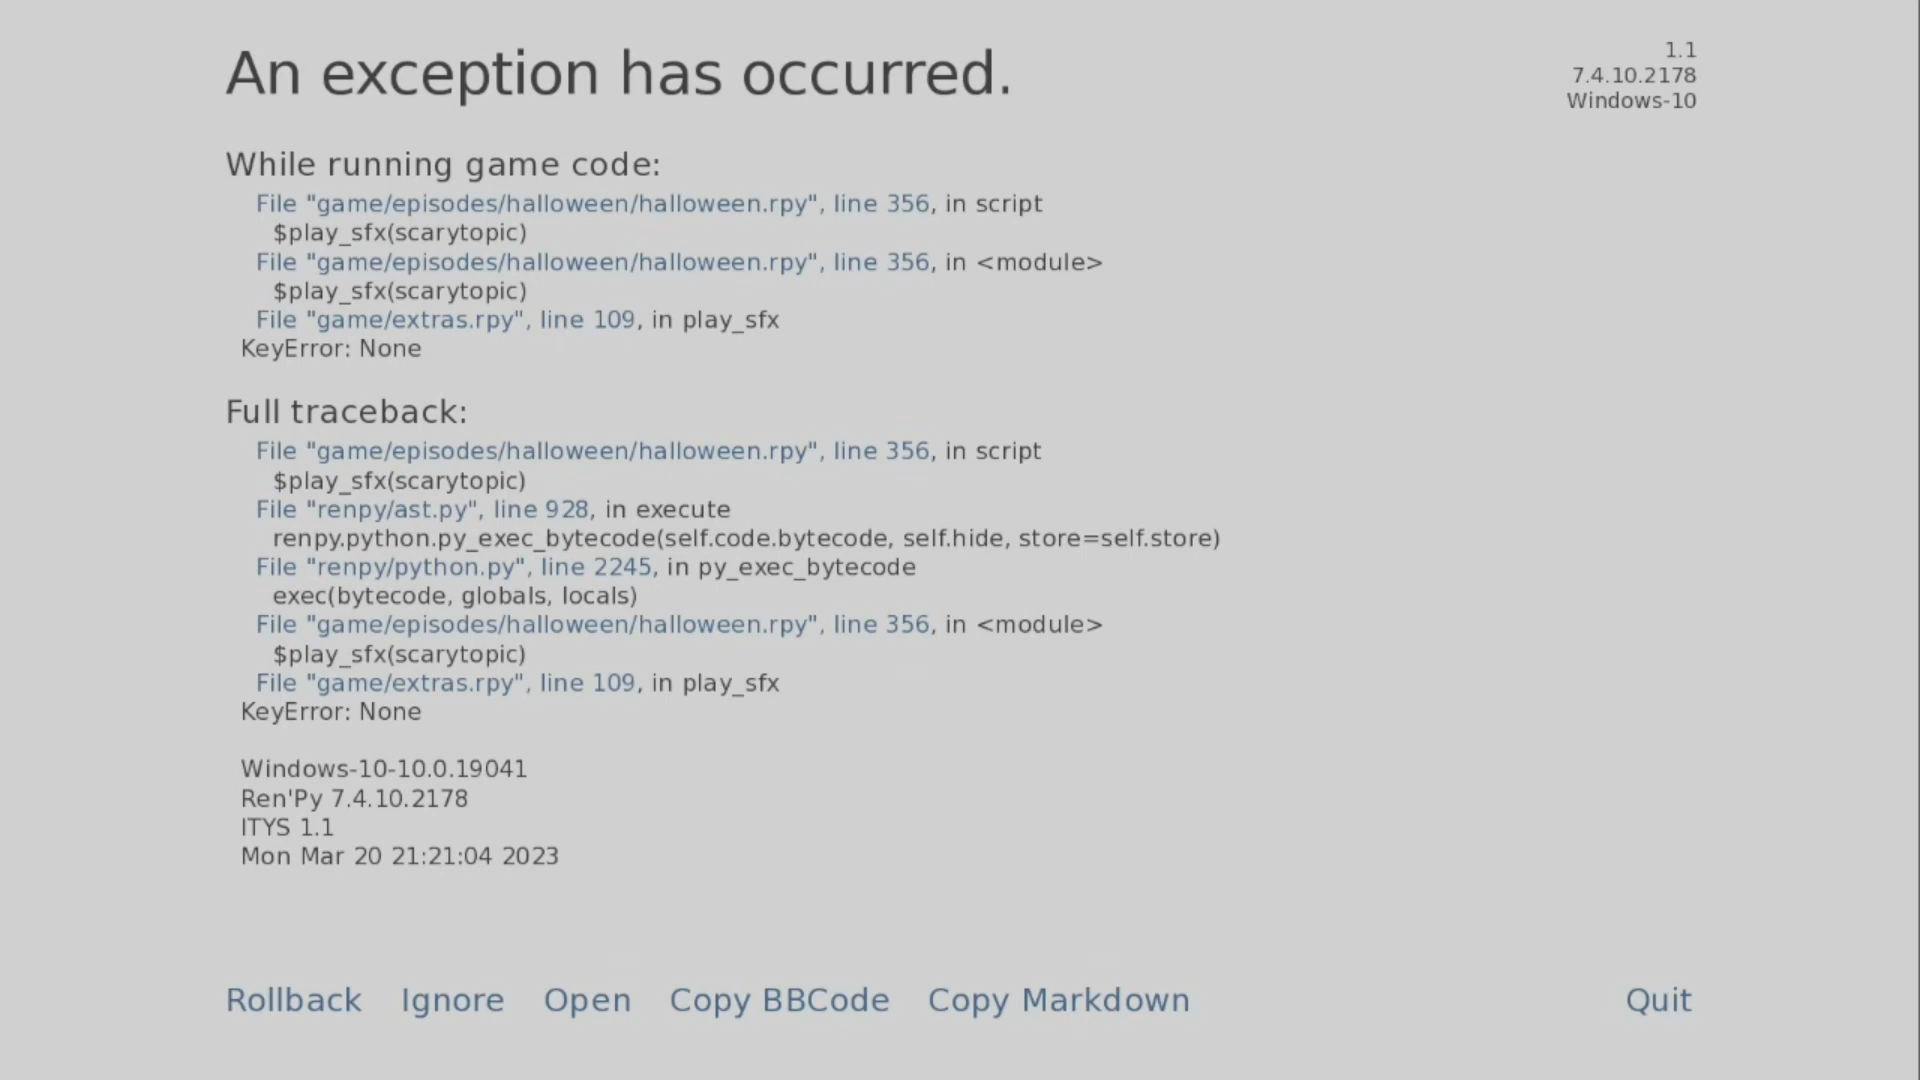 An exception has occurred.
1.1
7.4.10.2178
Windows-10
While running game code:
File "game/episodes/halloween/halloween.rpy", line 356, in script
$play_sfx(scarytopic)
File "game/episodes/halloween/halloween.rpy", line 356, in <module>
$play_sfx(scarytopic)
File "game/extras.rpy", line 109, in play_sfx
KeyError: None
Full traceback:
File "game/episodes/halloween/halloween.rpy", line 356, in script
$play_sfx(scarytopic)
File "renpy/ast.py", line 928, in execute
renpy.python.py_exec_bytecode(self.code.bytecode, self.hide, store=self.store)
File "renpy/python.py", line 2245, in py_exec_bytecode
exec(bytecode, globals, locals)
File "game/episodes/halloween/halloween.rpy", line 356, in <module>
$play_sfx(scarytopic)
File "game/extras.rpy", line 109, in play_sfx
KeyError: None
Windows-10-10.0.19041
Ren'Py 7.4.10.2178
ITYS 1.1
Mon Mar 20 21:21:04 2023
Rollback Ignore Open Copy BBCode Copy Markdown Quit